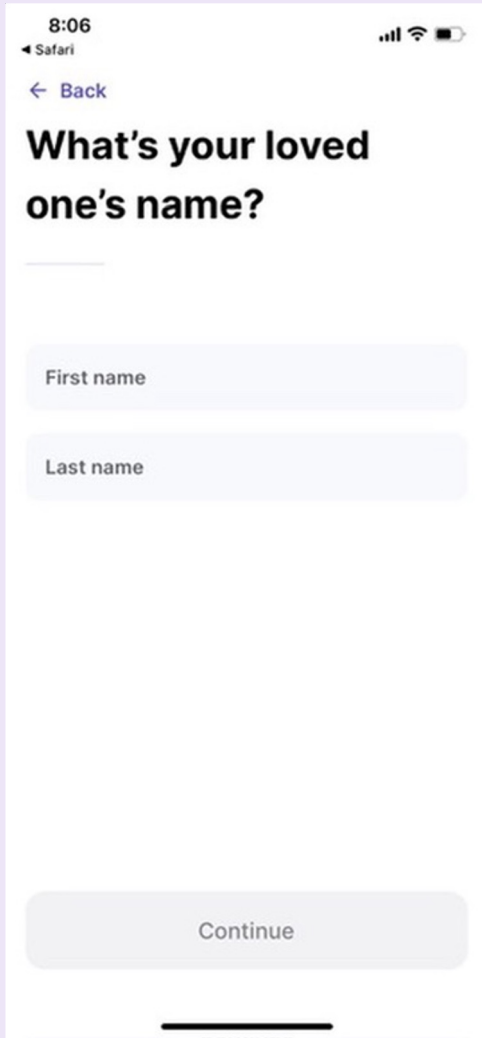 8:06
◀ Safari
← Back
What’s your loved
one’s name?
First name
Last name
Continue